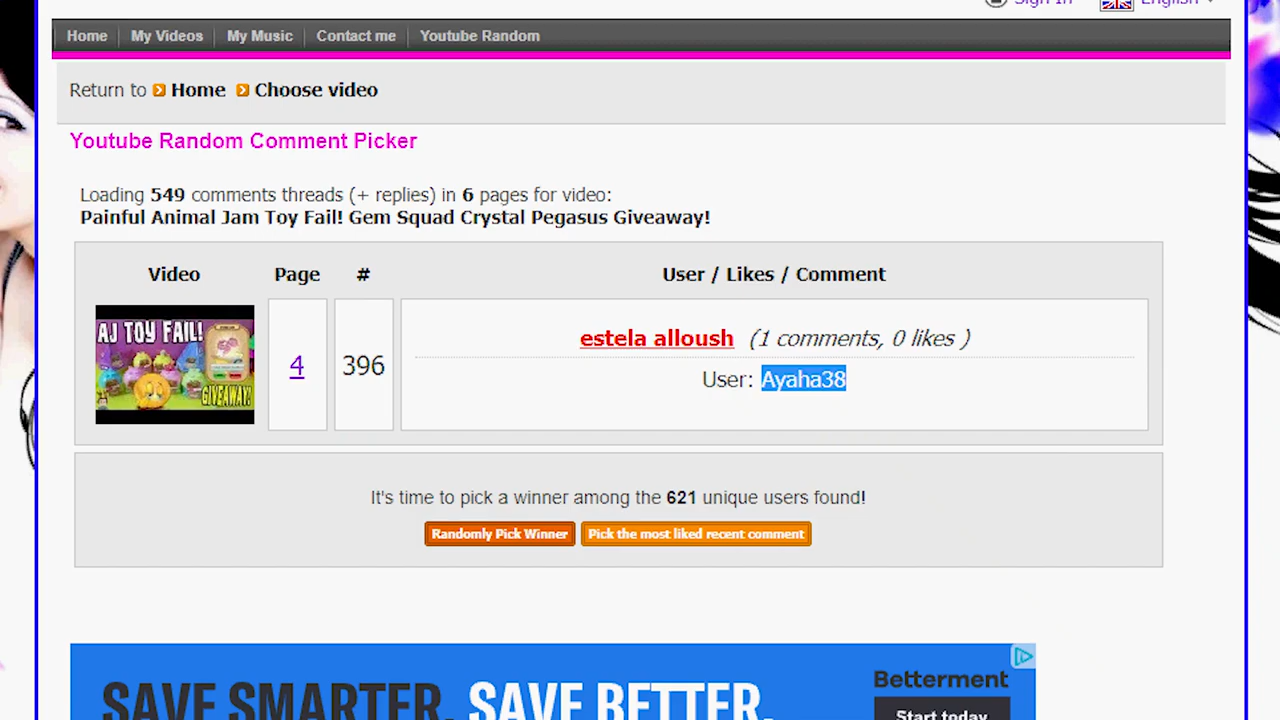 Sign In English
Home My Videos My Music Contact me Youtube Random
Return to Home Choose video
Youtube Random Comment Picker
Loading 549 comments threads (+ replies) in 6 pages for video:
Painful Animal Jam Toy Fail! Gem Squad Crystal Pegasus Giveaway!
Video Page # User / Likes / Comment
AJ TOY FAIL!
GIVEAWAY!
4 396
estela alloush (1 comments, 0 likes )
User: Ayaha38
It's time to pick a winner among the 621 unique users found!
Randomly Pick Winner Pick the most liked recent comment
SAVE SMARTER. SAVE BETTER.
Betterment
Start today